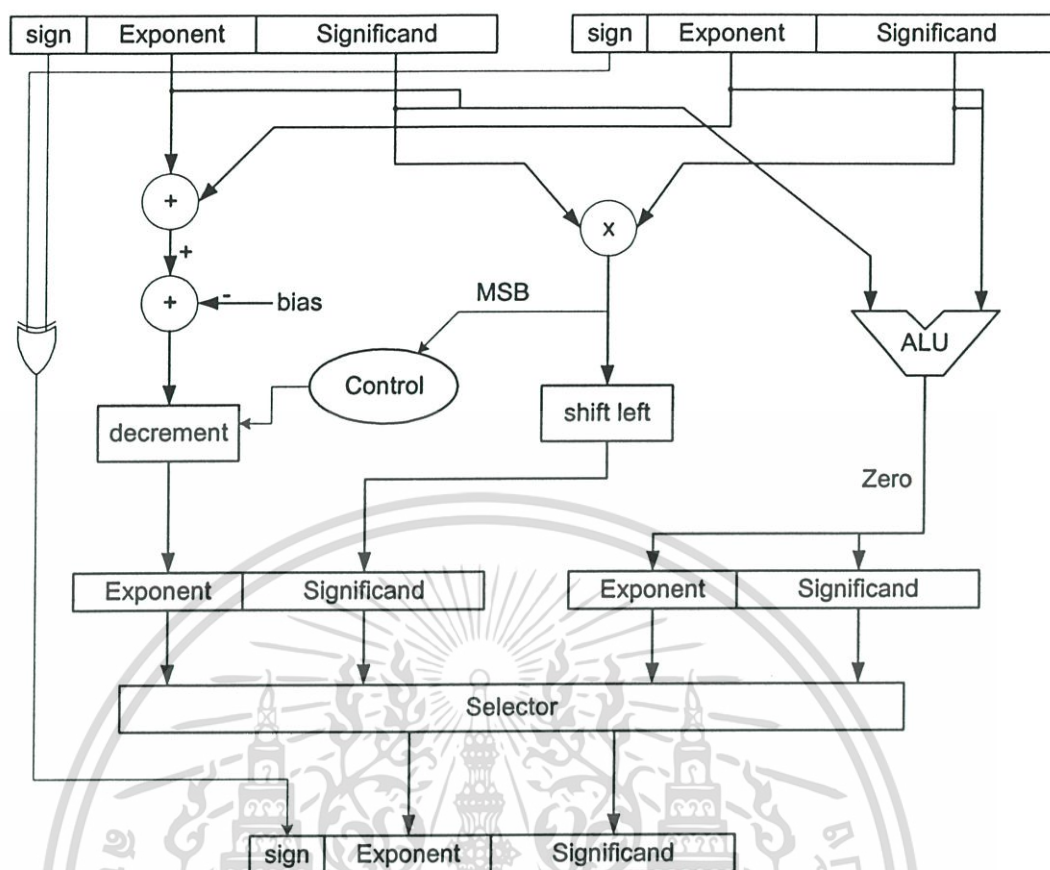 sign Exponent Significand
sign Exponent Significand
+
x
+
+
-
bias
MSB
ALU
Control
decrement
shift left
Zero
Exponent Significand
Exponent Significand
Selector
sign Exponent Significand